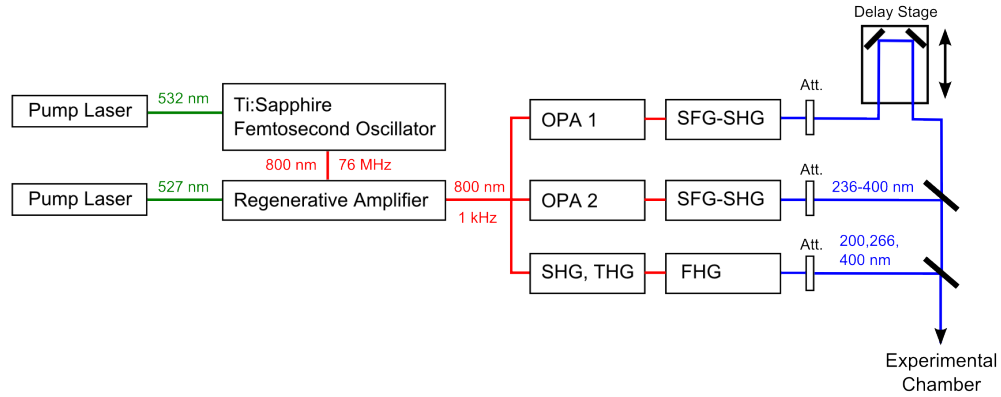 Delay Stage
Pump Laser
532 nm
Ti:Sapphire
Femtosecond Oscillator
800 nm
76 MHz
Pump Laser
527 nm
Regenerative Amplifier
800 nm
1 kHz
OPA 1
SFG-SHG
Att.
OPA 2
SFG-SHG
Att.
236-400 nm
SHG, THG
FHG
Att.
200,266,
400 nm
Experimental
Chamber